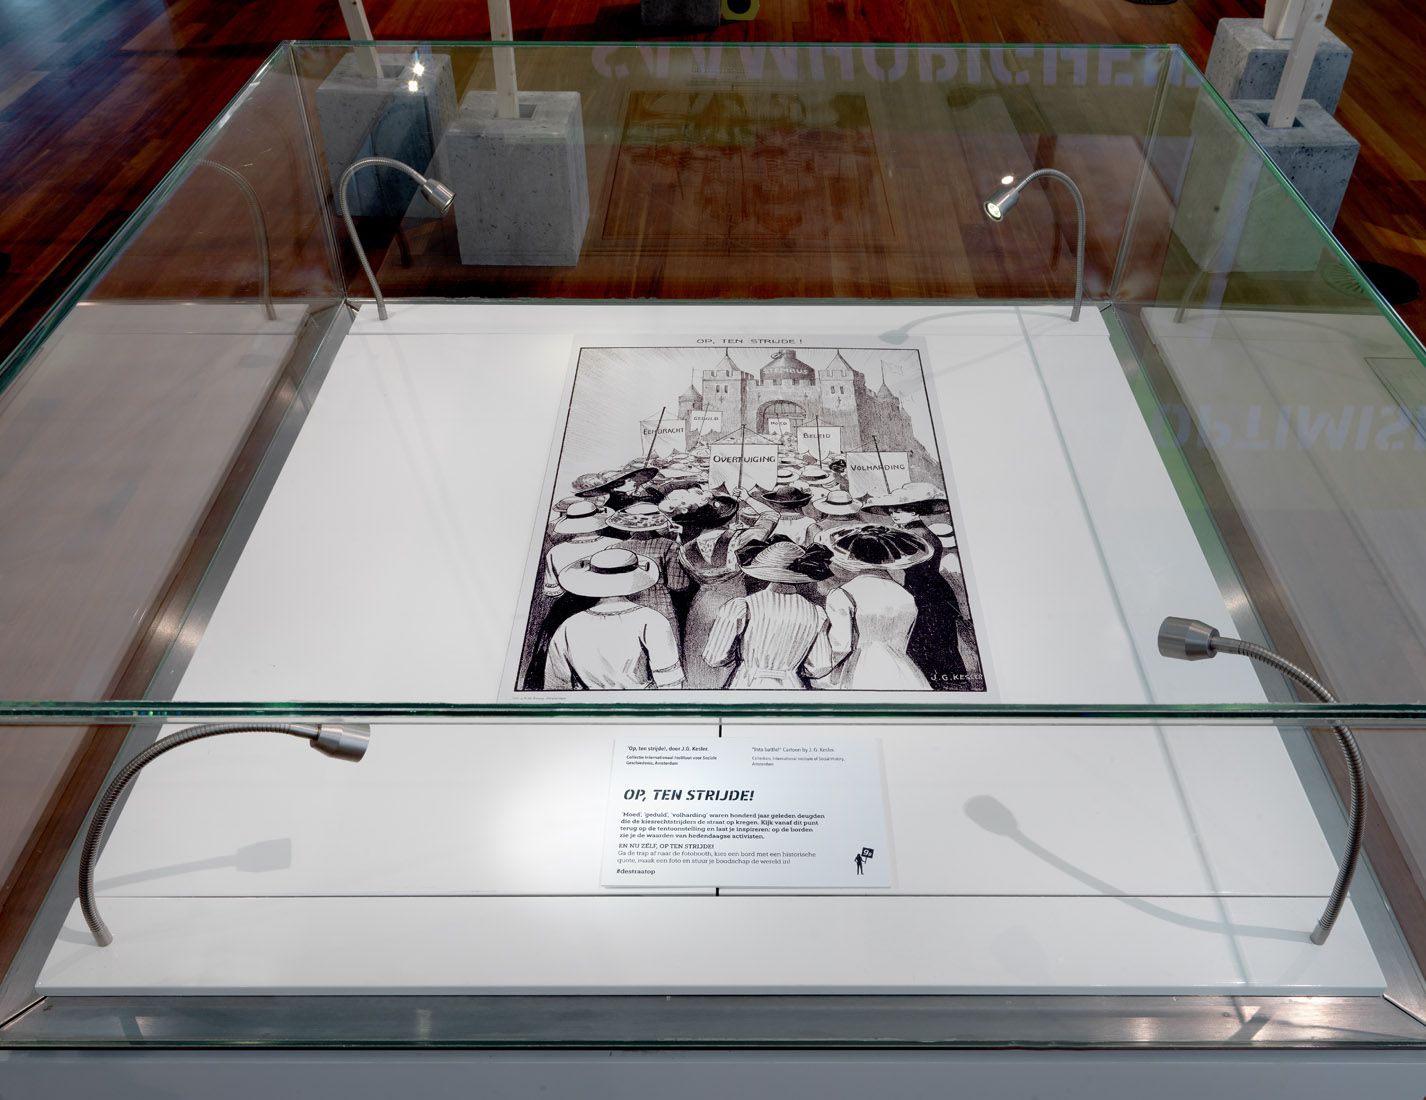 OP, TEN STRIJDE!
STEMBUS
GEDULD
MOED
EENDRACHT
BELEID
OVERTUIGING
VOLHARDING
J.G. KESLER
'Op, ten strijde!, door J.G. Kesler.
Collectie Internationaal Instituut voor Sociale
Geschiedenis, Amsterdam
"Into battle!" Cartoon by J. G. Kesler.
Collection: International Institute of Social History,
Amsterdam
OP, TEN STRIJDE!
'Moed', 'geduld', 'volharding' waren honderd jaar geleden deugden
die de kiesrechtstrijders de straat op kregen. Kijk vanaf dit punt
terug op de tentoonstelling en laat je inspireren: op de borden
zie je de waarden van hedendaagse activisten.
EN NU ZÉLF, OP TEN STRIJDE!
Ga de trap af naar de fotobooth, kies een bord met een historische
quote, maak een foto en stuur je boodschap de wereld in!
#destraatop